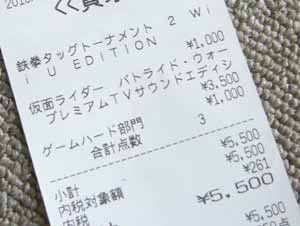 鉄拳タッグトーナメント 2 Wi
i U EDITION
¥1,000
仮面ライダー バトライド・ウォー
プレミアムTVサウンドエディシ
¥3,500
¥1,000
ゲームハード部門
合計点数 3
小計 ¥5,500
内税対象額 ¥5,500
内税 ¥261
¥5,500